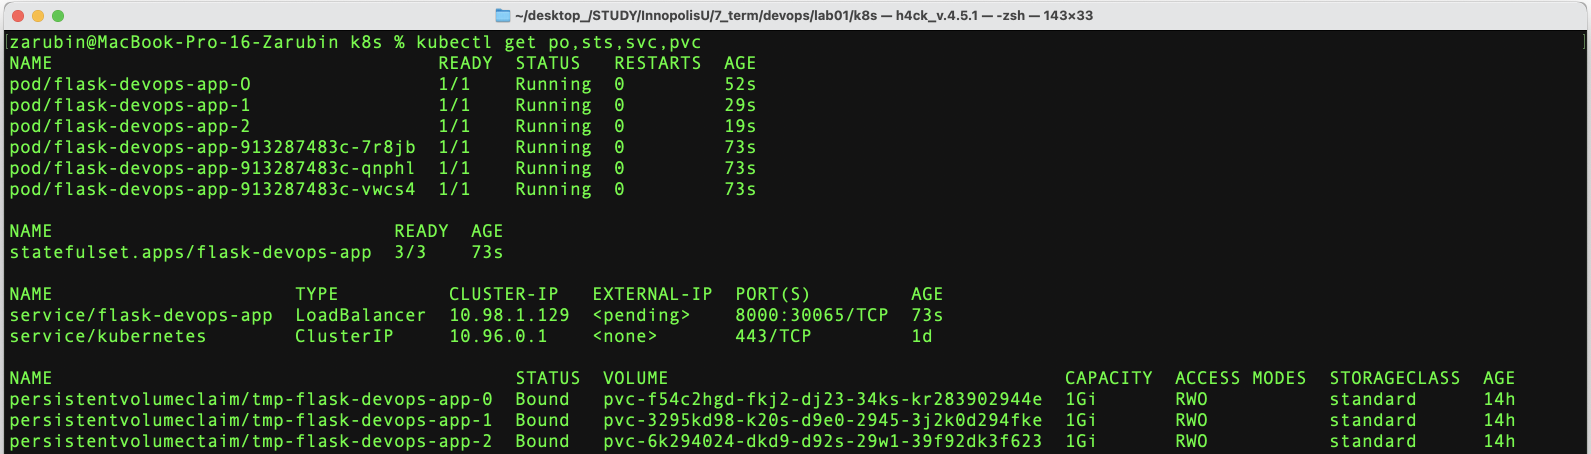 ~/desktop_/STUDY/InnopolisU/7_term/devops/lab01/k8s — h4ck_v.4.5.1 — -zsh — 143×33
[zarubin@MacBook-Pro-16-Zarubin k8s % kubectl get po,sts,svc,pvc ]
NAME READY STATUS RESTARTS AGE
pod/flask-devops-app-0 1/1 Running 0 52s
pod/flask-devops-app-1 1/1 Running 0 29s
pod/flask-devops-app-2 1/1 Running 0 19s
pod/flask-devops-app-913287483c-7r8jb 1/1 Running 0 73s
pod/flask-devops-app-913287483c-qnphl 1/1 Running 0 73s
pod/flask-devops-app-913287483c-vwcs4 1/1 Running 0 73s
NAME READY AGE
statefulset.apps/flask-devops-app 3/3 73s
NAME TYPE CLUSTER-IP EXTERNAL-IP PORT(S) AGE
service/flask-devops-app LoadBalancer 10.98.1.129 <pending> 8000:30065/TCP 73s
service/kubernetes ClusterIP 10.96.0.1 <none> 443/TCP 1d
NAME STATUS VOLUME CAPACITY ACCESS MODES STORAGECLASS AGE
persistentvolumeclaim/tmp-flask-devops-app-0 Bound pvc-f54c2hgd-fkj2-dj23-34ks-kr283902944e 1Gi RWO standard 14h
persistentvolumeclaim/tmp-flask-devops-app-1 Bound pvc-3295kd98-k20s-d9e0-2945-3j2k0d294fke 1Gi RWO standard 14h
persistentvolumeclaim/tmp-flask-devops-app-2 Bound pvc-6k294024-dkd9-d92s-29w1-39f92dk3f623 1Gi RWO standard 14h